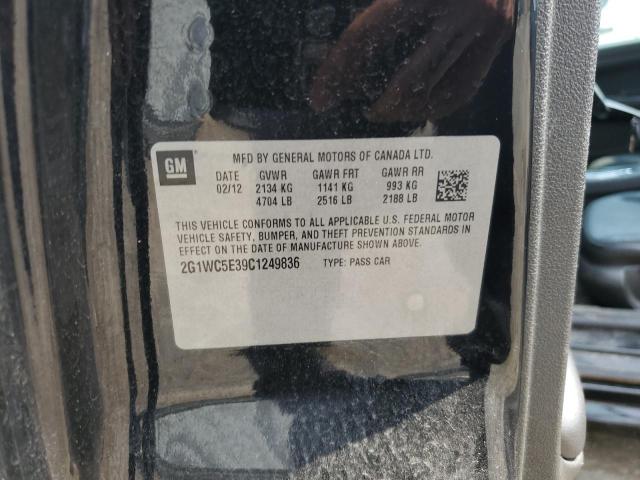 GM
MFD BY GENERAL MOTORS OF CANADA LTD.
DATE GVWR GAWR FRT GAWR RR
02/12 2134 KG 1141 KG 993 KG
4704 LB 2516 LB 2188 LB
THIS VEHICLE CONFORMS TO ALL APPLICABLE U.S. FEDERAL MOTOR
VEHICLE SAFETY, BUMPER, AND THEFT PREVENTION STANDARDS IN
EFFECT ON THE DATE OF MANUFACTURE SHOWN ABOVE.
2G1WC5E39C1249836 TYPE: PASS CAR